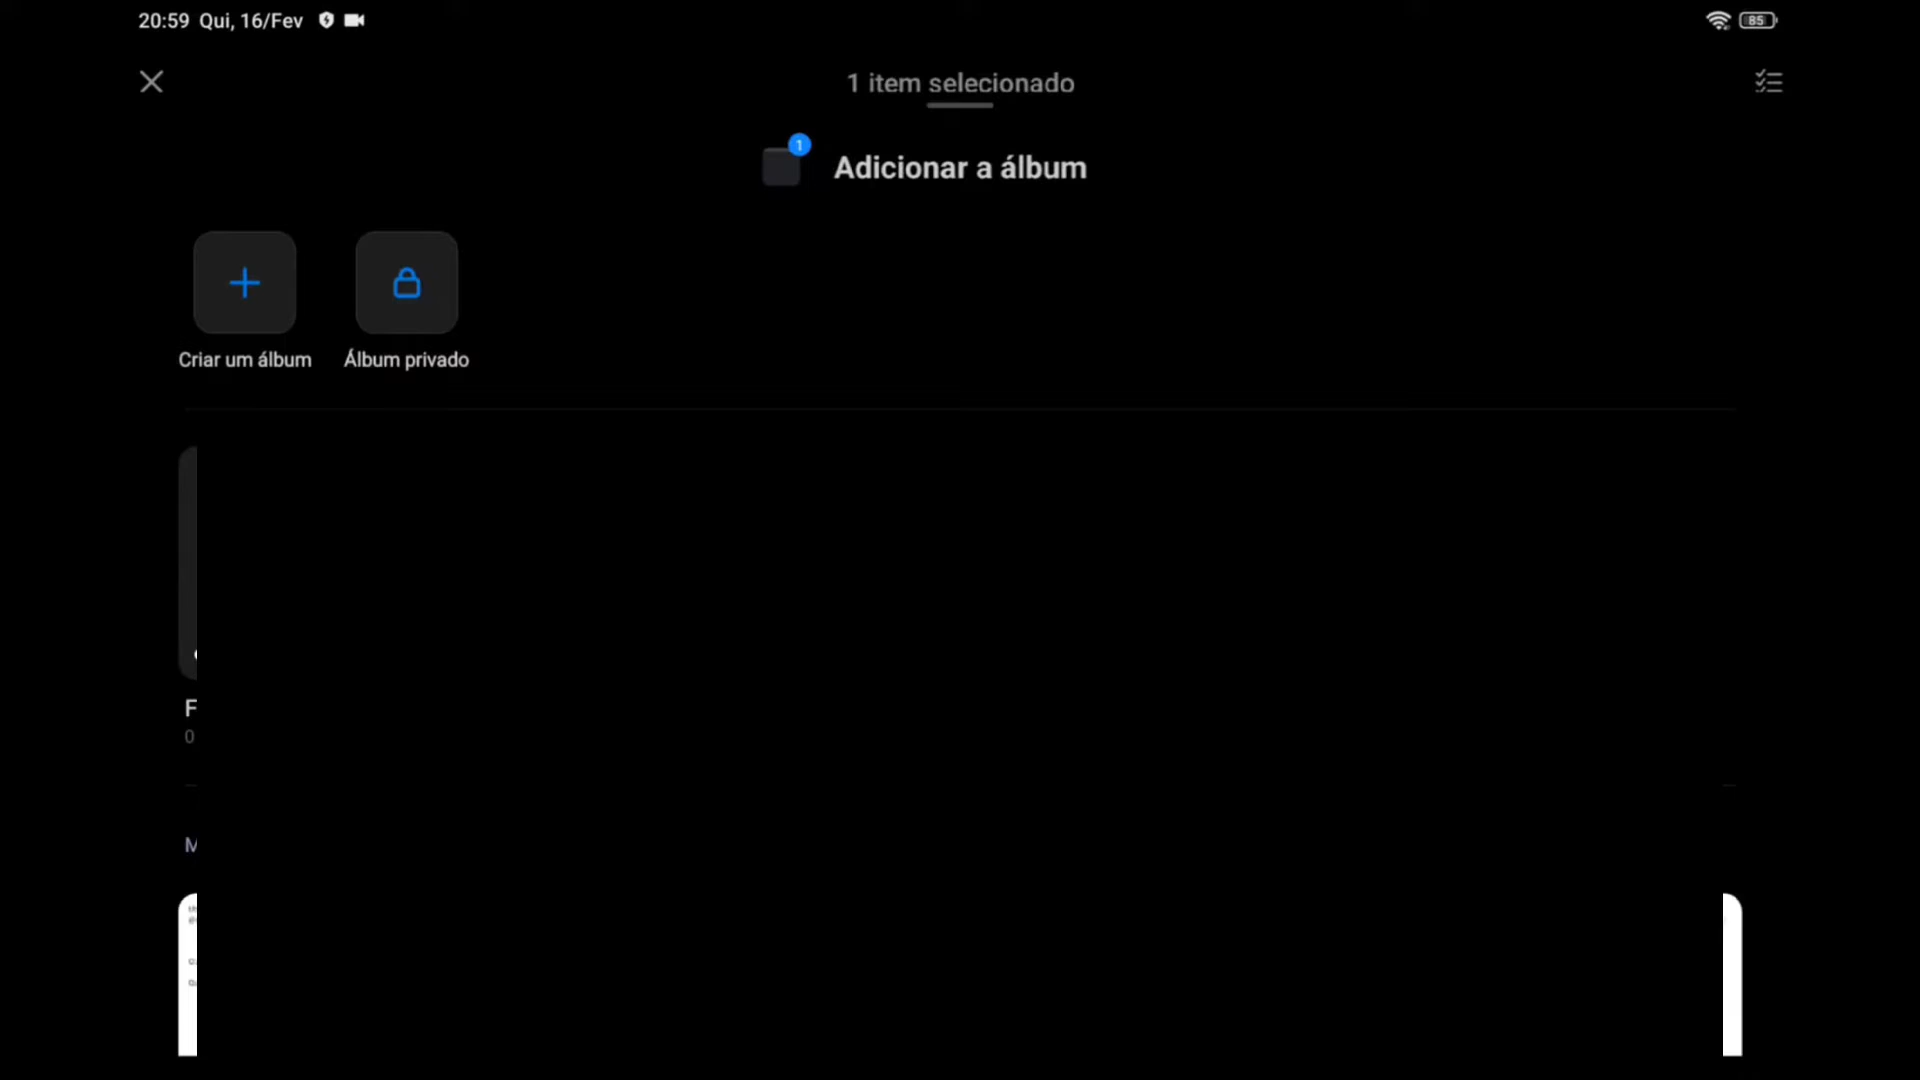 20:59 Qui, 16/Fev
85
1 item selecionado
1
Adicionar a álbum
Criar um álbum
Álbum privado
F
0
M